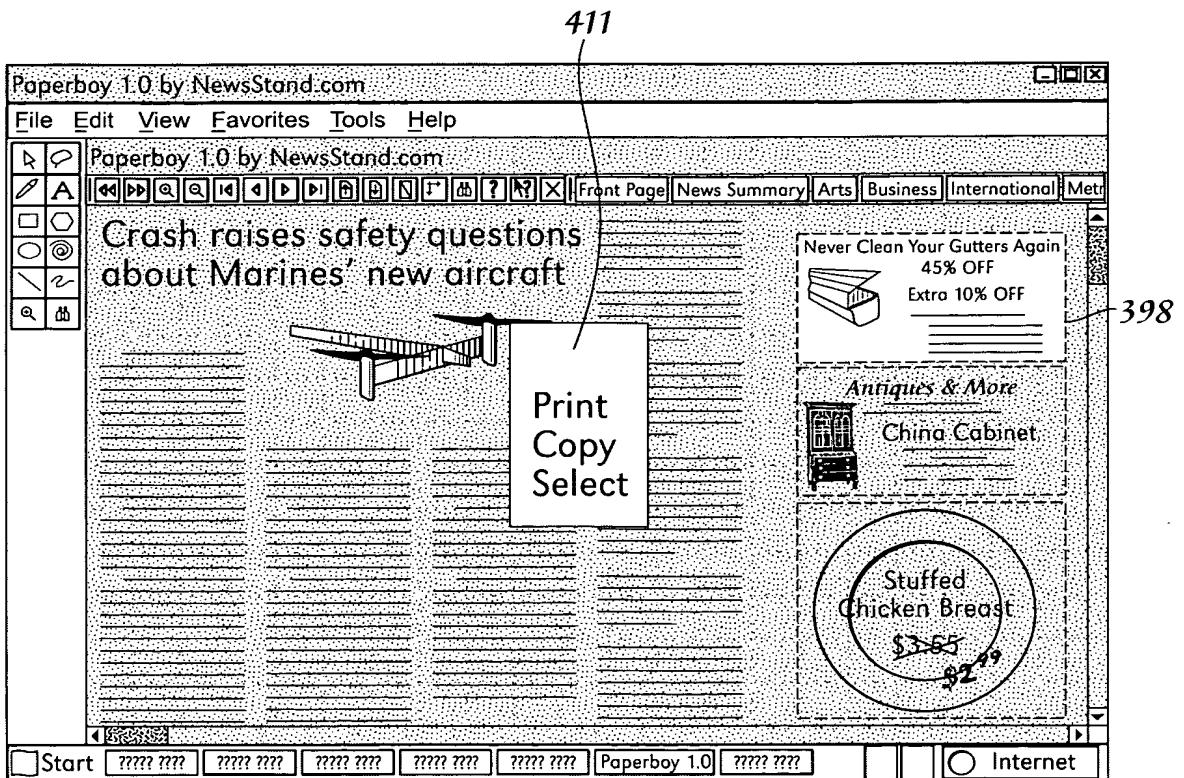 411
Paperboy 1.0 by NewsStand.com
File Edit View Favorites Tools Help
Paperboy 1.0 by NewsStand.com
A
? ? Front Page News Summary Arts Business International Metr
Crash raises safety questions
about Marines' new aircraft
Never Clean Your Gutters Again
45% OFF
Extra 10% OFF
398
Antiques & More
China Cabinet
Print
Copy
Select
Stuffed
Chicken Breast
$3.65
$2.99
Start ????? ???? ????? ???? ????? ???? ????? ???? ????? ???? Paperboy 1.0 ????? ???? Internet